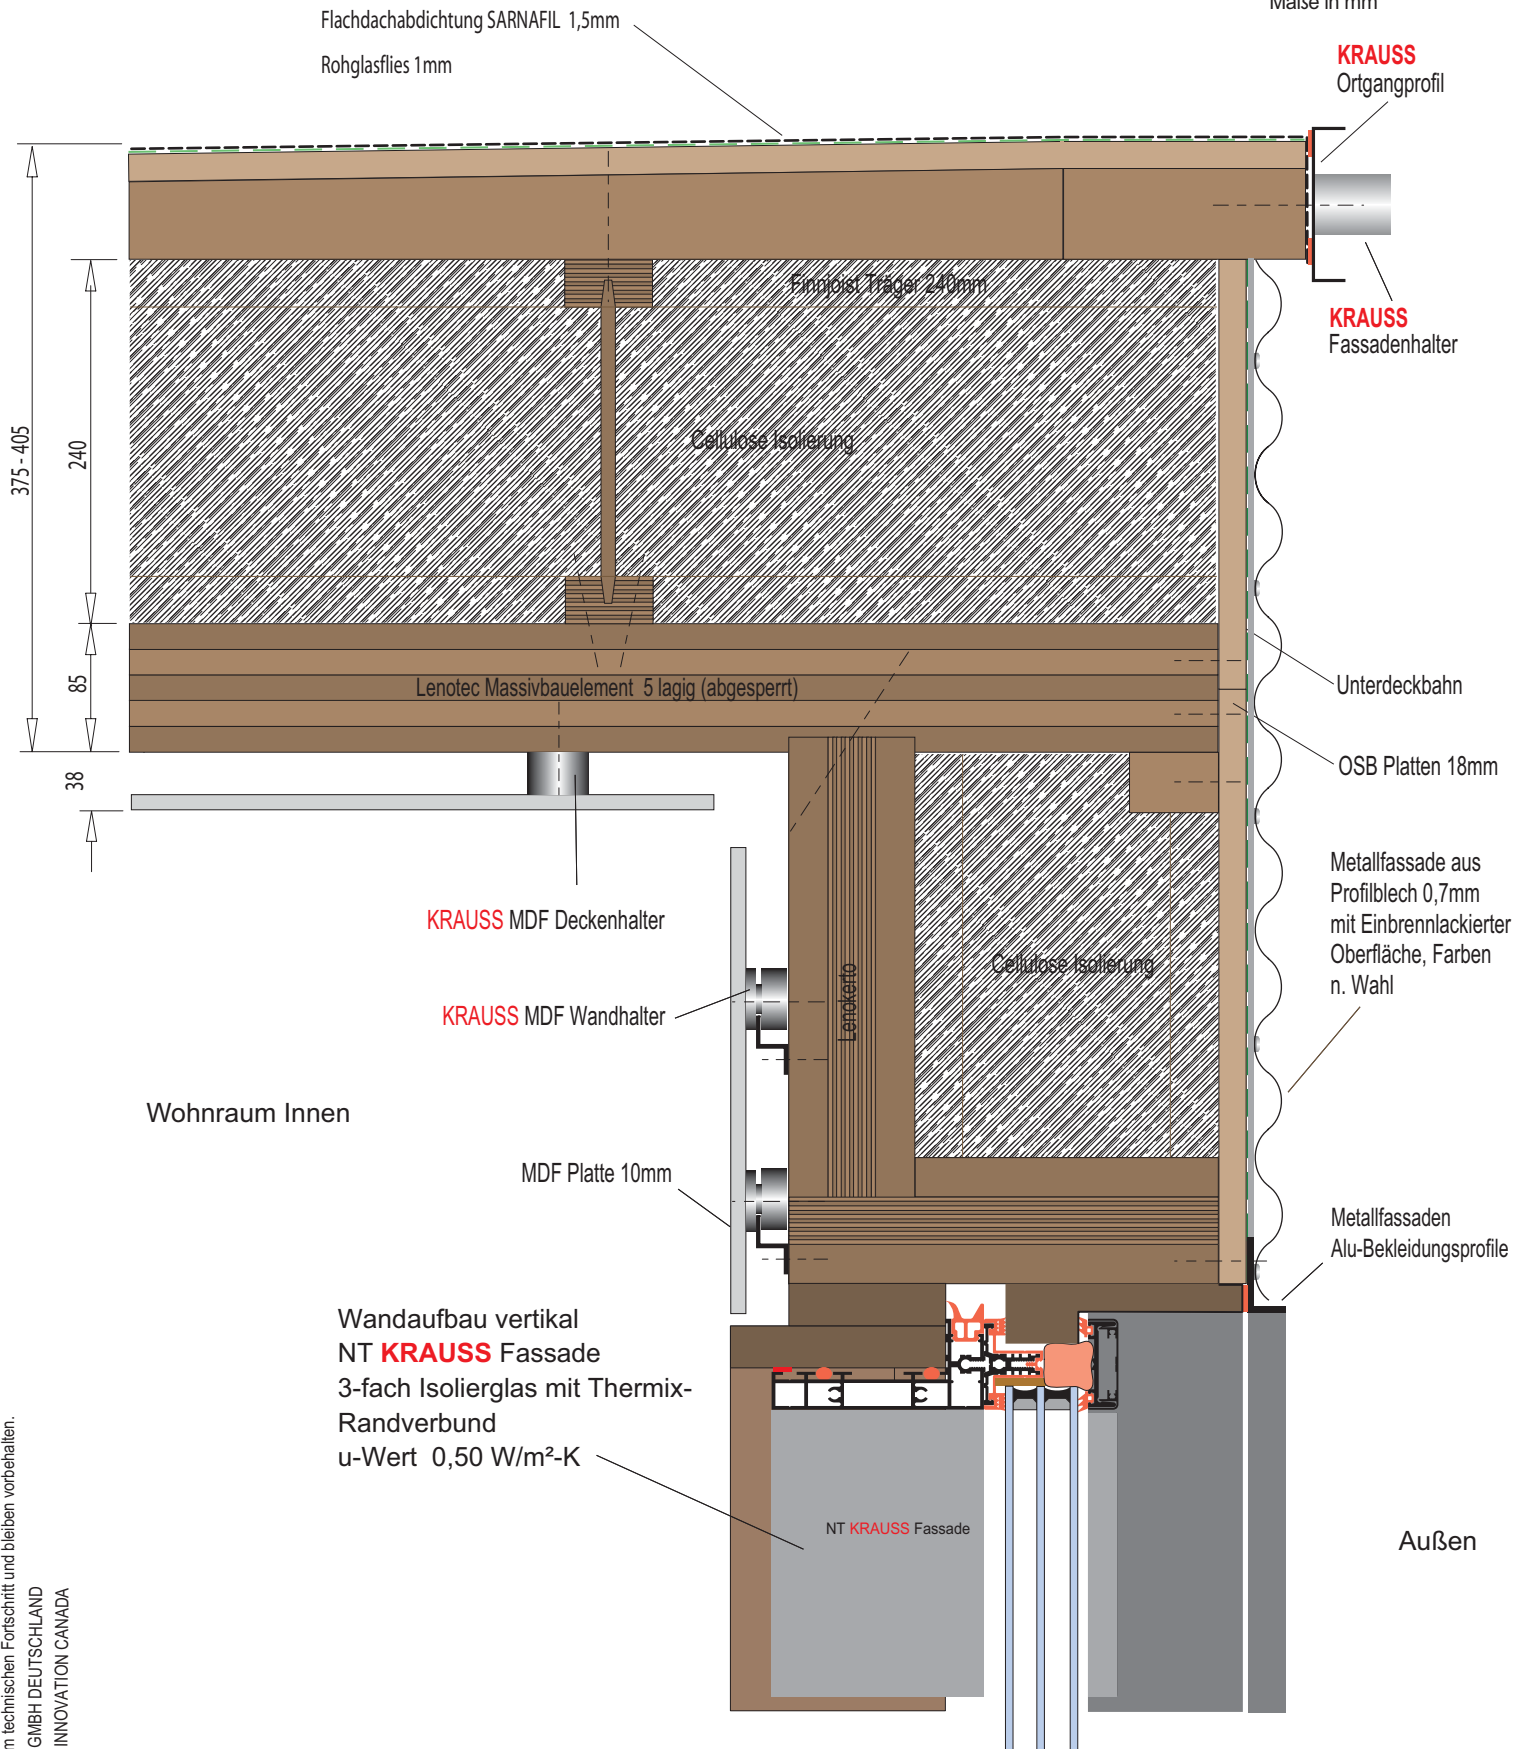 Maße in mm
Flachdachabdichtung SARNAFIL 1,5mm
Rohglasflies 1mm
KRAUSS
Ortgangprofil
KRAUSS
Fassadenhalter
Finnjoist Träger 240mm
Cellulose Isolierung
375 - 405
240
85
38
Lenotec Massivbauelement 5 lagig (abgesperrt)
Unterdeckbahn
OSB Platten 18mm
Metallfassade aus
Profilblech 0,7mm
mit Einbrennlackierter
Oberfläche, Farben
n. Wahl
KRAUSS MDF Deckenhalter
Cellulose Isolierung
Lenokerto
KRAUSS MDF Wandhalter
Wohnraum Innen
MDF Platte 10mm
Metallfassaden
Alu-Bekleidungsprofile
Wandaufbau vertikal
NT KRAUSS Fassade
3-fach Isolierglas mit Thermix-
Randverbund
u-Wert 0,50 W/m²-K
NT KRAUSS Fassade
Außen
technischen Fortschritt und bleiben vorbehalten.
GMBH DEUTSCHLAND
INNOVATION CANADA